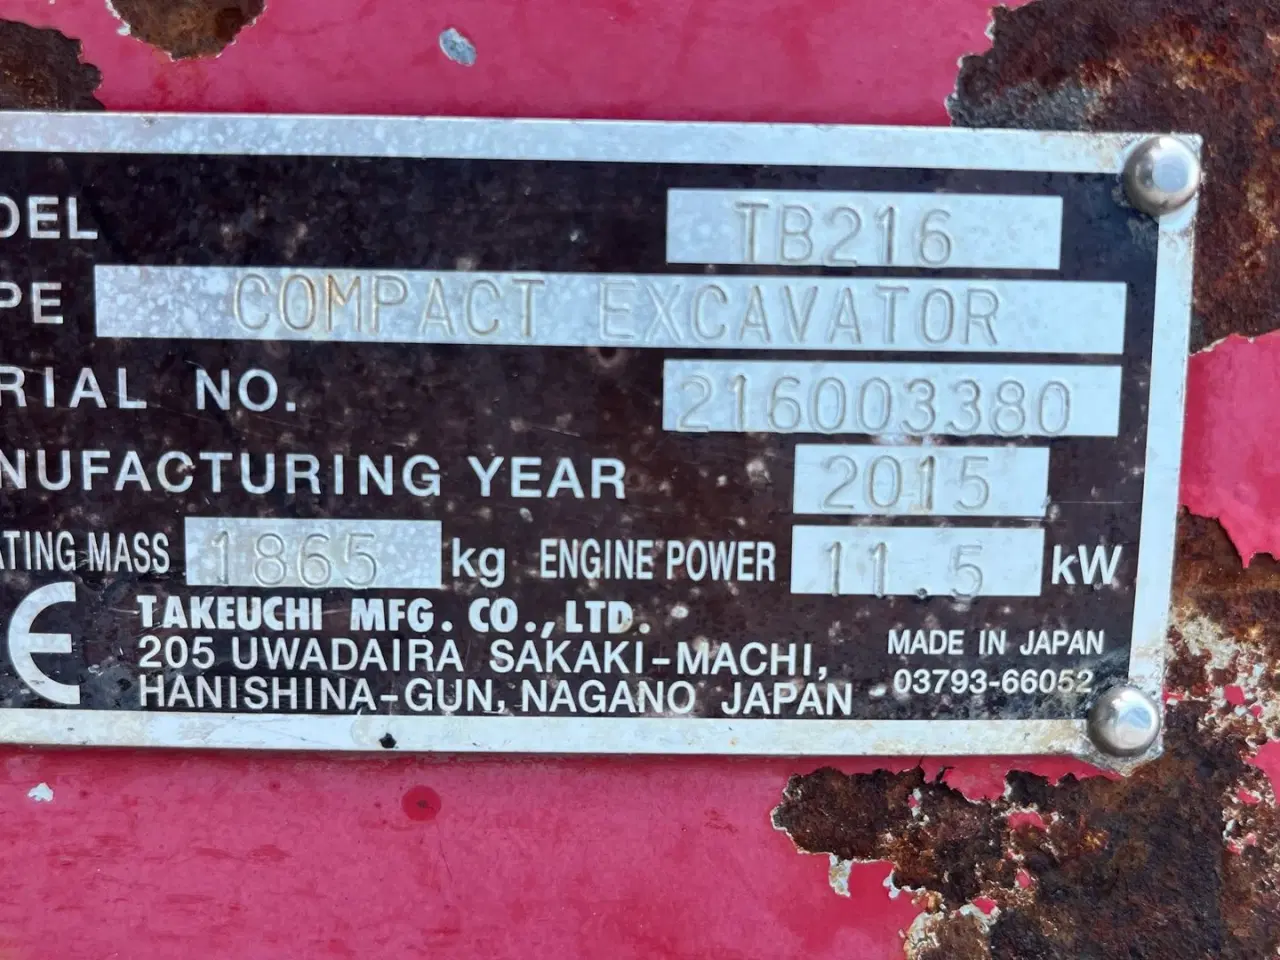 DEL TB216
PE COMPACT EXCAVATOR
RIAL NO. 216003380
NUFACTURING YEAR 2015
ATING MASS 1865 kg ENGINE POWER 11.5 kW
CE TAKEUCHI MFG. CO., LTD.
205 UWADAIRA SAKAKI-MACHI,
HANISHINA-GUN, NAGANO JAPAN
MADE IN JAPAN
03793-66052